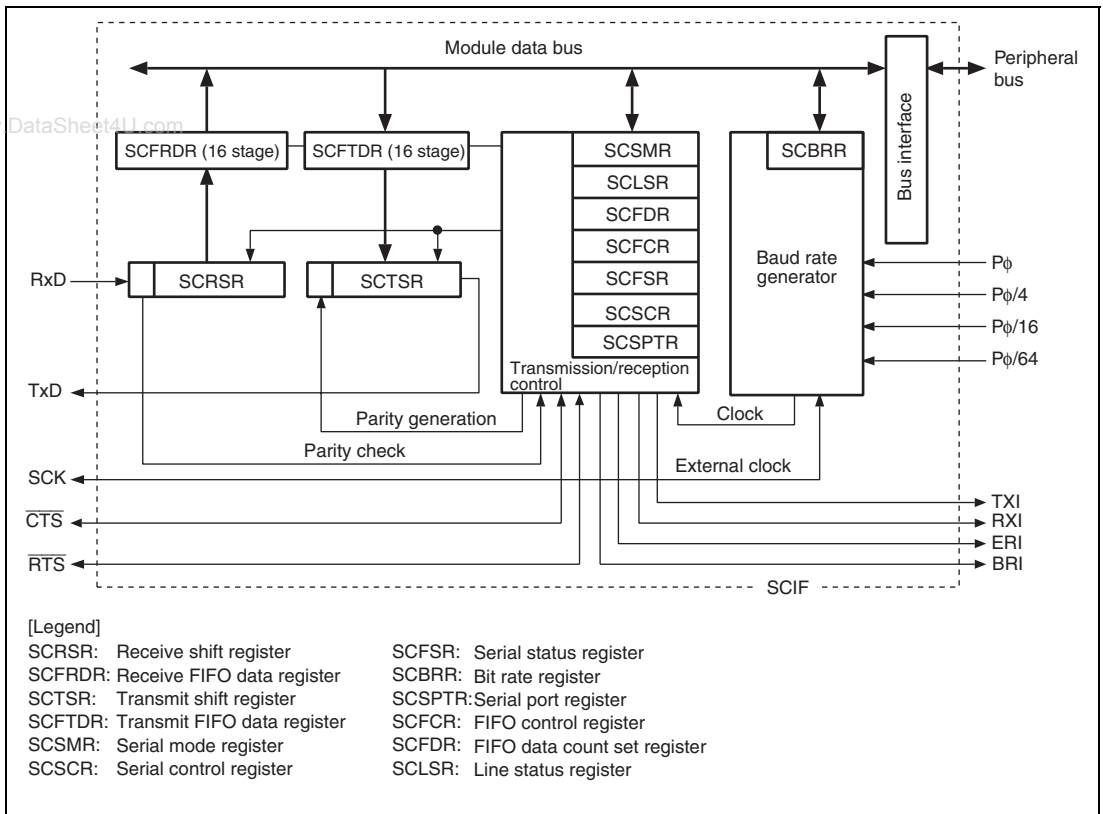 Module data bus
Peripheral
bus
Bus interface
DataSheet4U.com
SCFRDR (16 stage)
SCFTDR (16 stage)
SCSMR
SCLSR
SCFDR
SCFCR
SCFSR
SCSCR
SCSPTR
Transmission/reception
control
SCBRR
Baud rate
generator
RxD
SCRSR
SCTSR
Pϕ
Pϕ/4
Pϕ/16
Pϕ/64
TxD
Parity generation
Clock
Parity check
External clock
SCK
CTS
RTS
TXI
RXI
ERI
BRI
SCIF
[Legend]
SCRSR: Receive shift register
SCFRDR: Receive FIFO data register
SCTSR: Transmit shift register
SCFTDR: Transmit FIFO data register
SCSMR: Serial mode register
SCSCR: Serial control register
SCFSR: Serial status register
SCBRR: Bit rate register
SCSPTR:Serial port register
SCFCR: FIFO control register
SCFDR: FIFO data count set register
SCLSR: Line status register